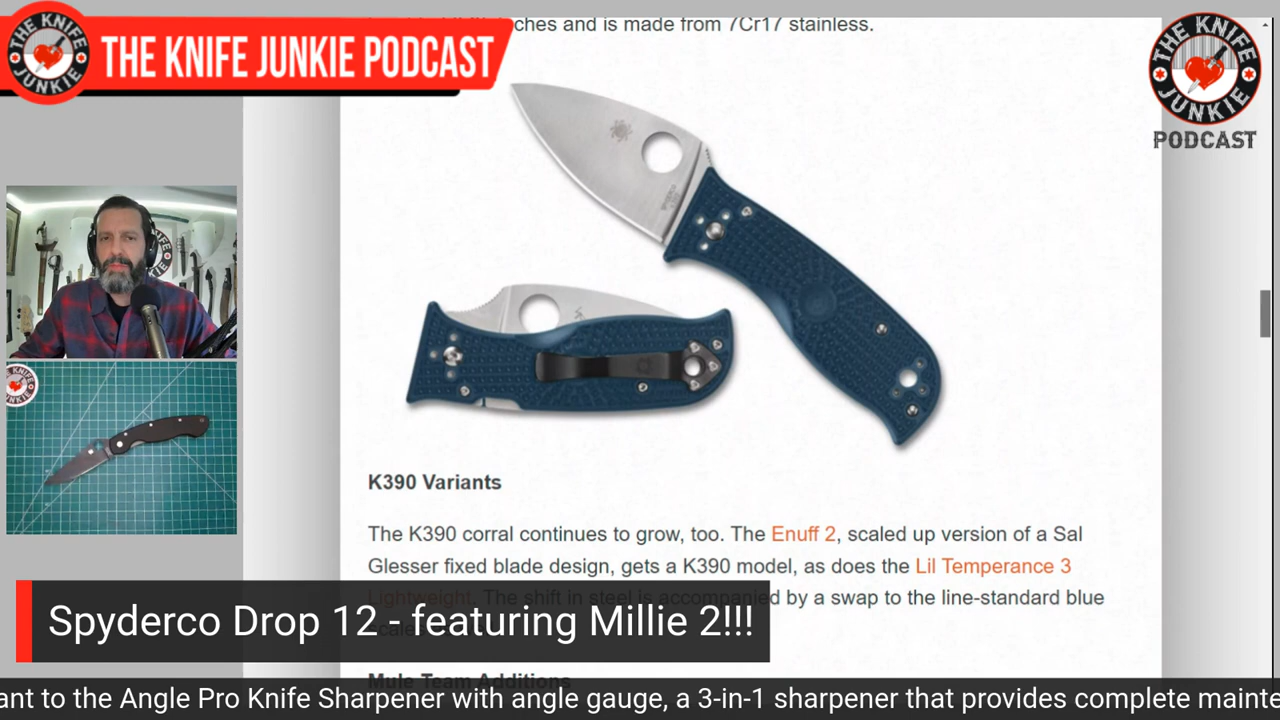 THE KNIFE JUNKIE
THE KNIFE JUNKIE PODCAST
ches and is made from 7Cr17 stainless.
THE KNIFE JUNKIE
PODCAST
K390 Variants
The K390 corral continues to grow, too. The Enuff 2, scaled up version of a Sal
Glesser fixed blade design, gets a K390 model, as does the Lil Temperance 3
Lightweight. The shift in steel is accompanied by a swap to the line-standard blue
Spyderco Drop 12 - featuring Millie 2!!!
Mule Team Additions
ant to the Angle Pro Knife Sharpener with angle gauge, a 3-in-1 sharpener that provides complete mainte